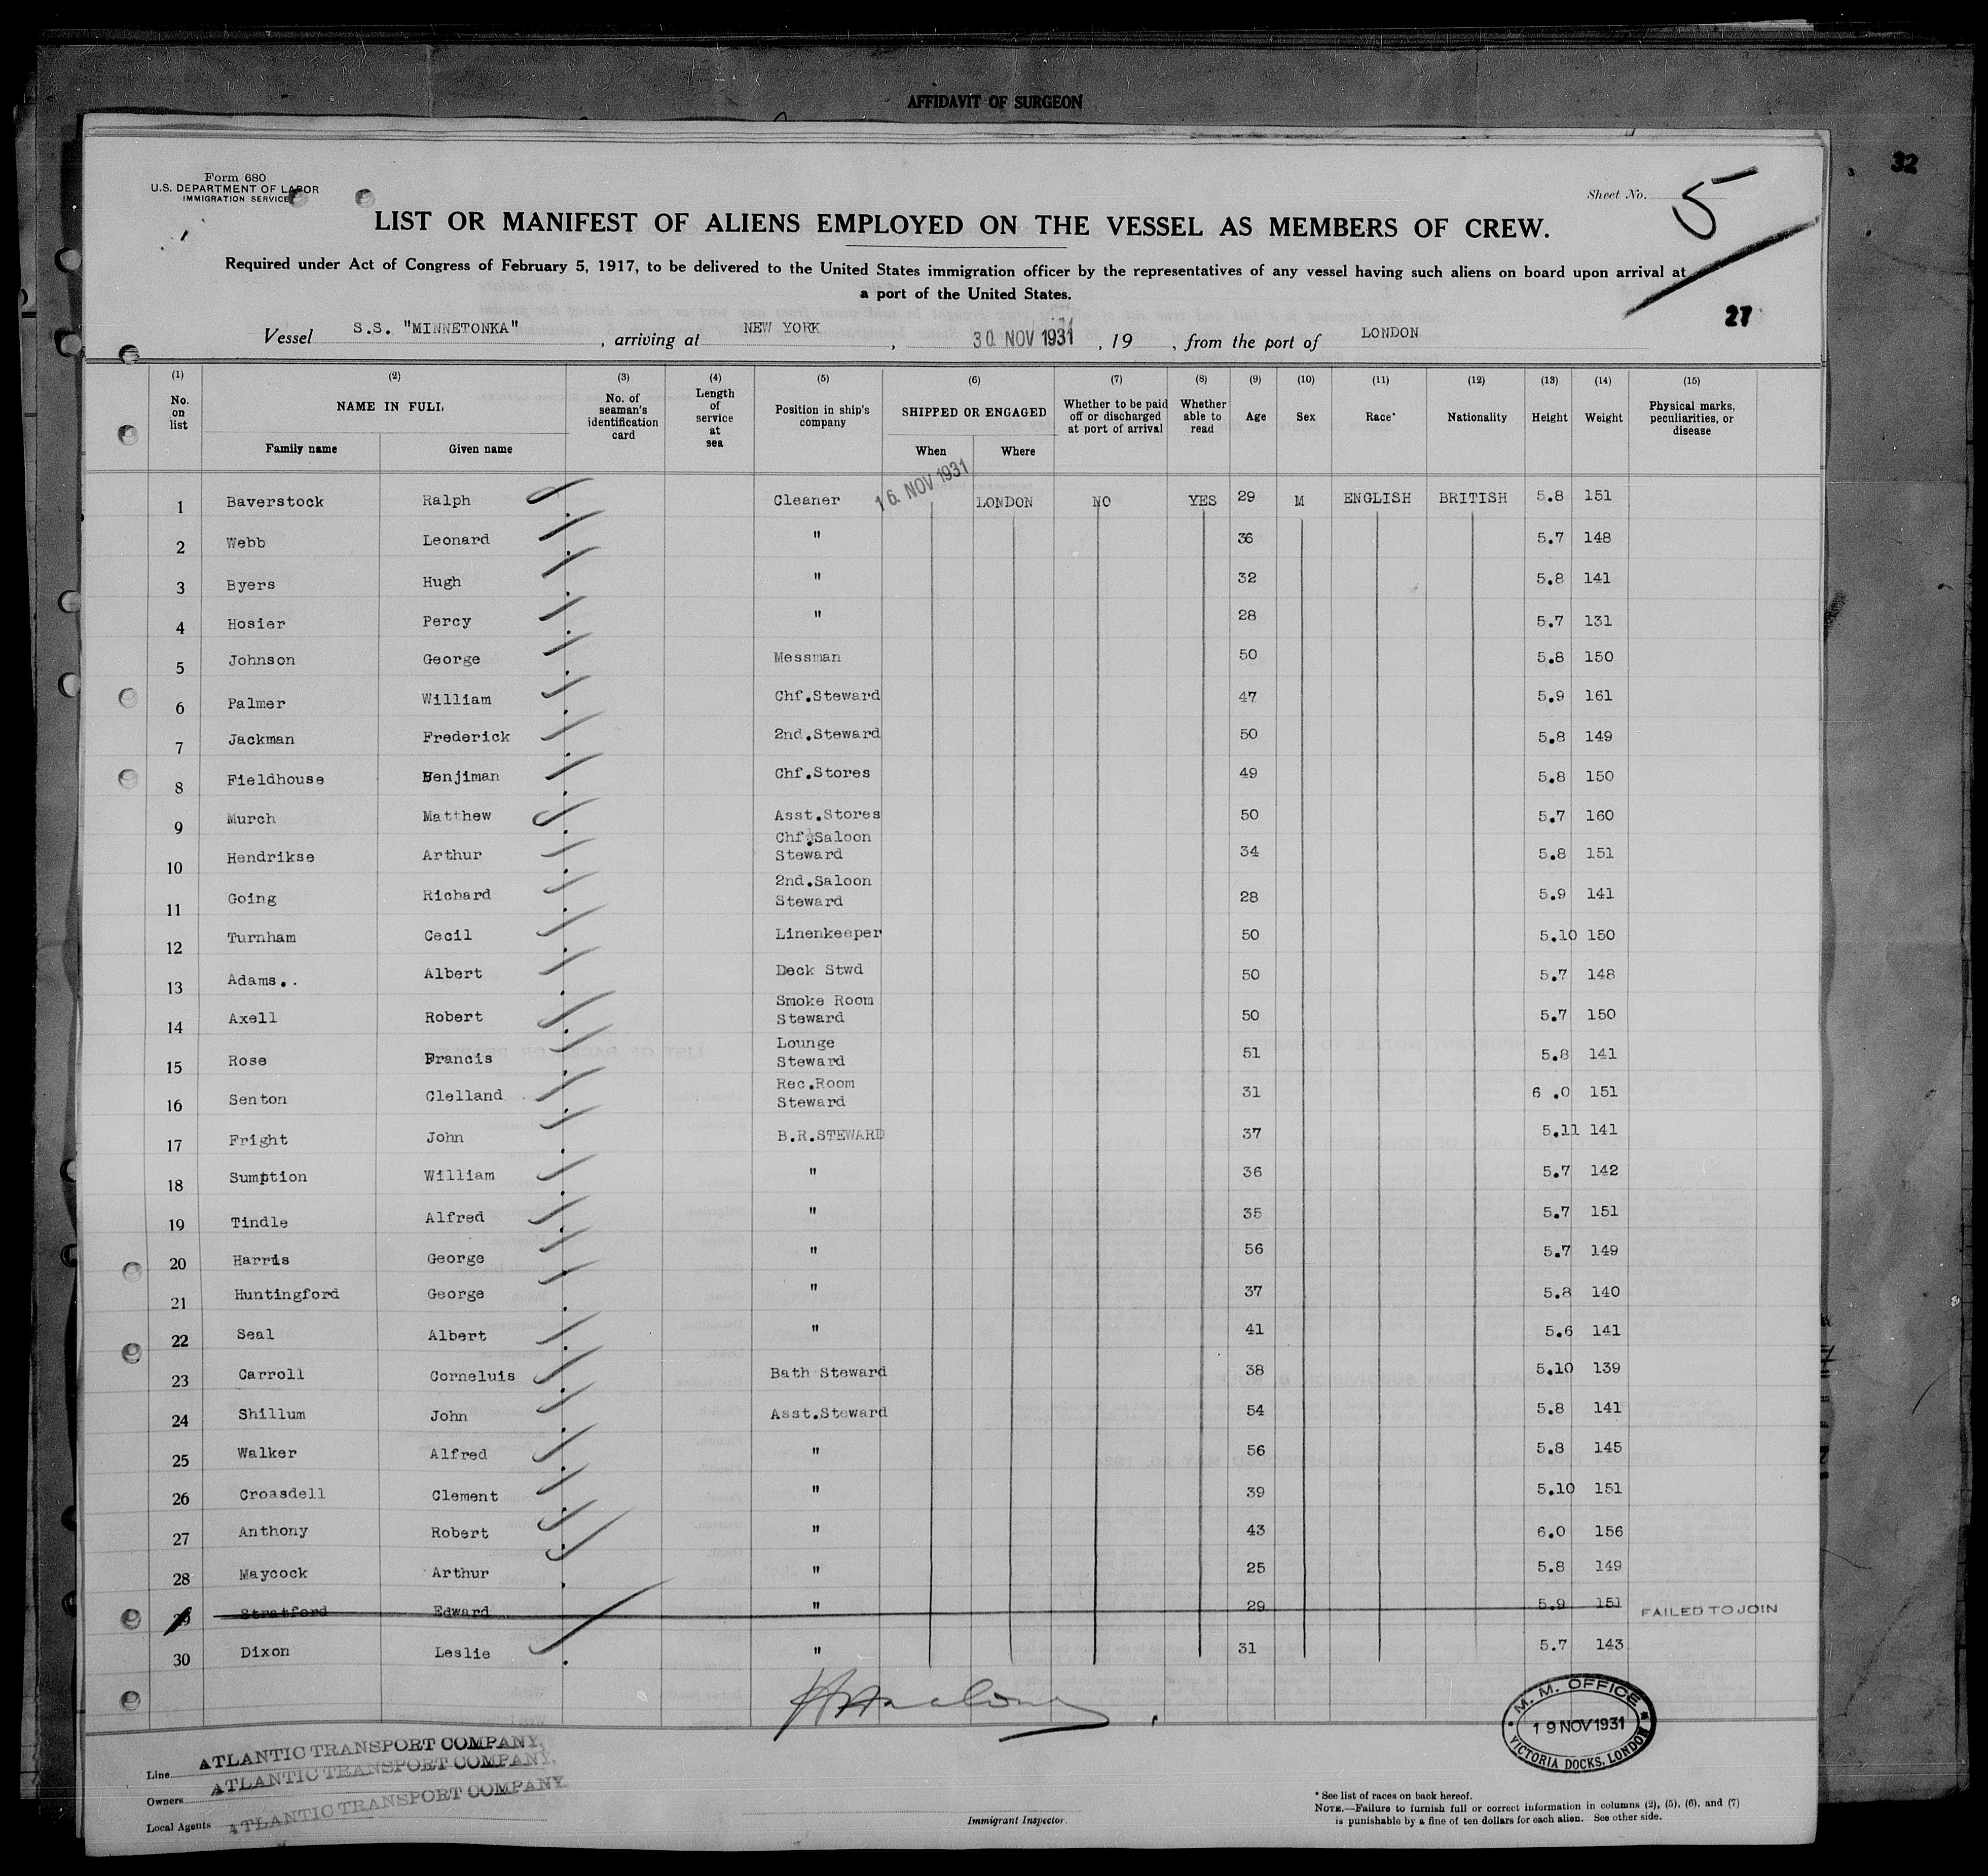 AFFIDAVIT OF SURGEON
32
Form 680
U.S. DEPARTMENT OF LABOR
IMMIGRATION SERVICE
Sheet No. 5
LIST OR MANIFEST OF ALIENS EMPLOYED ON THE VESSEL AS MEMBERS OF CREW.
Required under Act of Congress of February 5, 1917, to be delivered to the United States immigration officer by the representatives of any vessel having such aliens on board upon arrival at
a port of the United States.
27
Vessel S.S. "MINNETONKA", arriving at NEW YORK, 30 NOV 1931, 19 , from the port of LONDON
(1) (2) (3) (4) (5) (6) (7) (8) (9) (10) (11) (12) (13) (14) (15)
No. on list NAME IN FULL Family name Given name No. of seaman's identification card Length of service at sea Position in ship's company SHIPPED OR ENGAGED When Where Whether to be paid off or discharged at port of arrival Whether able to read Age Sex Race* Nationality Height Weight Physical marks, peculiarities, or disease
1 Baverstock Ralph Cleaner 16. NOV 1931 LONDON NO YES 29 M ENGLISH BRITISH 5.8 151
2 Webb Leonard " 36 5.7 148
3 Byers Hugh " 32 5.8 141
4 Hosier Percy " 28 5.7 131
5 Johnson George Messman 50 5.8 150
6 Palmer William Chf.Steward 47 5.9 161
7 Jackman Frederick 2nd.Steward 50 5.8 149
8 Fieldhouse Benjiman Chf.Stores 49 5.8 150
9 Murch Matthew Asst.Stores 50 5.7 160
10 Hendrikse Arthur Chf.Saloon Steward 34 5.8 151
11 Going Richard 2nd.Saloon Steward 28 5.9 141
12 Turnham Cecil Linenkeeper 50 5.10 150
13 Adams.. Albert Deck Stwd 50 5.7 148
14 Axell Robert Smoke Room Steward 50 5.7 150
15 Rose Francis Lounge Steward 51 5.8 141
16 Senton Clelland Rec.Room Steward 31 6 .0 151
17 Fright John B.R.STEWARD 37 5.11 141
18 Sumption William " 36 5.7 142
19 Tindle Alfred " 35 5.7 151
20 Harris George " 56 5.7 149
21 Huntingford George " 37 5.8 140
22 Seal Albert " 41 5.6 141
23 Carroll Corneluis Bath Steward 38 5.10 139
24 Shillum John Asst.Steward 54 5.8 141
25 Walker Alfred " 56 5.8 145
26 Croasdell Clement " 39 5.10 151
27 Anthony Robert " 43 6.0 156
28 Maycock Arthur " 25 5.8 149
29 Stratford Edward " 29 5.9 151 FAILED TO JOIN
30 Dixon Leslie " 31 5.7 143
M. M. OFFICE
19 NOV 1931
VICTORIA DOCKS, LONDON
Line ATLANTIC TRANSPORT COMPANY.
Owners ATLANTIC TRANSPORT COMPANY.
Local Agents ATLANTIC TRANSPORT COMPANY.
Immigrant Inspector.
* See list of races on back hereof.
NOTE.—Failure to furnish full or correct information in columns (2), (5), (6), and (7)
is punishable by a fine of ten dollars for each alien. See other side.